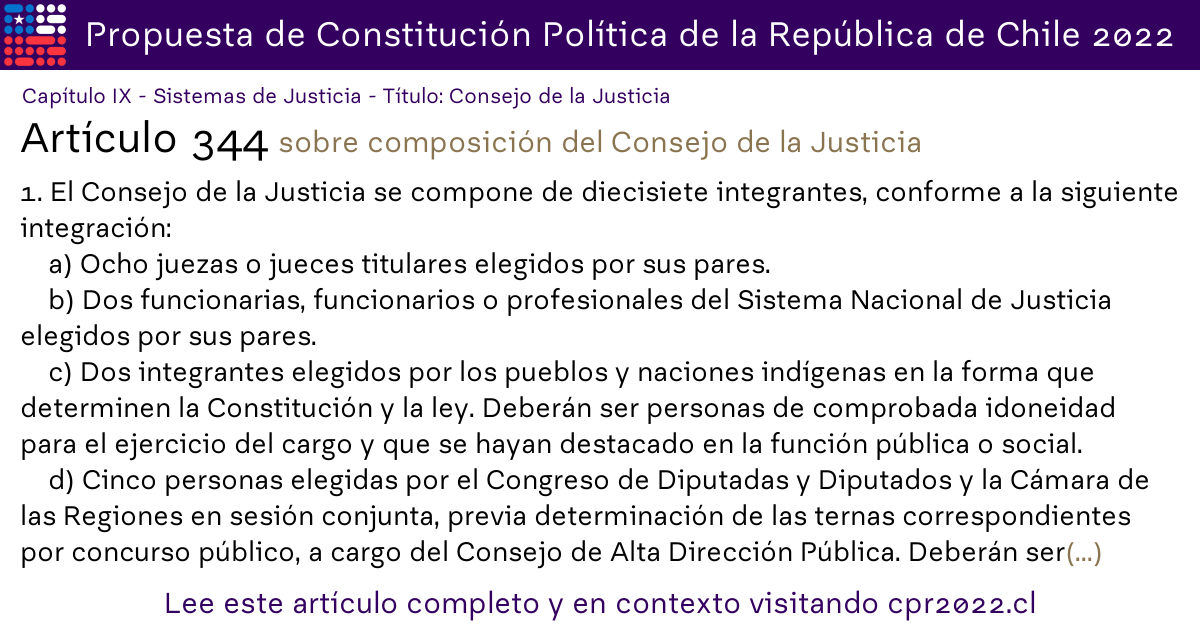 Propuesta de Constitución Política de la República de Chile 2022
Capítulo IX - Sistemas de Justicia - Título: Consejo de la Justicia
Artículo 344 sobre composición del Consejo de la Justicia
1. El Consejo de la Justicia se compone de diecisiete integrantes, conforme a la siguiente
integración:
a) Ocho juezas o jueces titulares elegidos por sus pares.
b) Dos funcionarias, funcionarios o profesionales del Sistema Nacional de Justicia
elegidos por sus pares.
c) Dos integrantes elegidos por los pueblos y naciones indígenas en la forma que
determinen la Constitución y la ley. Deberán ser personas de comprobada idoneidad
para el ejercicio del cargo y que se hayan destacado en la función pública o social.
d) Cinco personas elegidas por el Congreso de Diputadas y Diputados y la Cámara de
las Regiones en sesión conjunta, previa determinación de las ternas correspondientes
por concurso público, a cargo del Consejo de Alta Dirección Pública. Deberán ser(...)
Lee este artículo completo y en contexto visitando cpr2022.cl